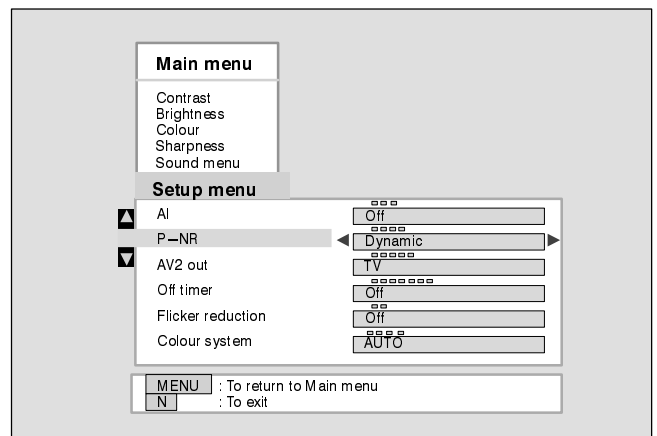 Main menu
Contrast
Brightness
Colour
Sharpness
Sound menu
Setup menu
AI Off
P–NR Dynamic
AV2 out TV
Off timer Off
Flicker reduction Off
Colour system AUTO
MENU : To return to Main menu
N : To exit